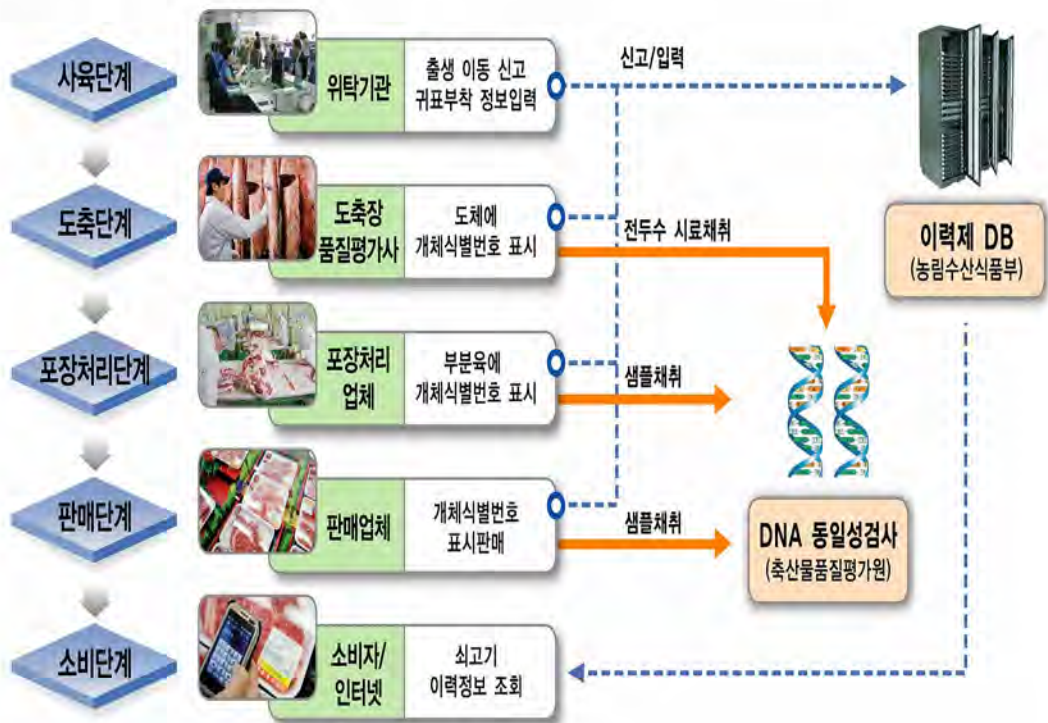 사육단계
위탁기관
출생 이동 신고
귀표부착 정보입력
신고/입력
이력제 DB
(농림수산식품부)
도축단계
도축장
품질평가사
도체에
개체식별번호 표시
전두수 시료채취
포장처리단계
포장처리
업체
부분육에
개체식별번호 표시
샘플채취
판매단계
판매업체
개체식별번호
표시판매
샘플채취
DNA 동일성검사
(축산물품질평가원)
소비단계
소비자/
인터넷
쇠고기
이력정보 조회